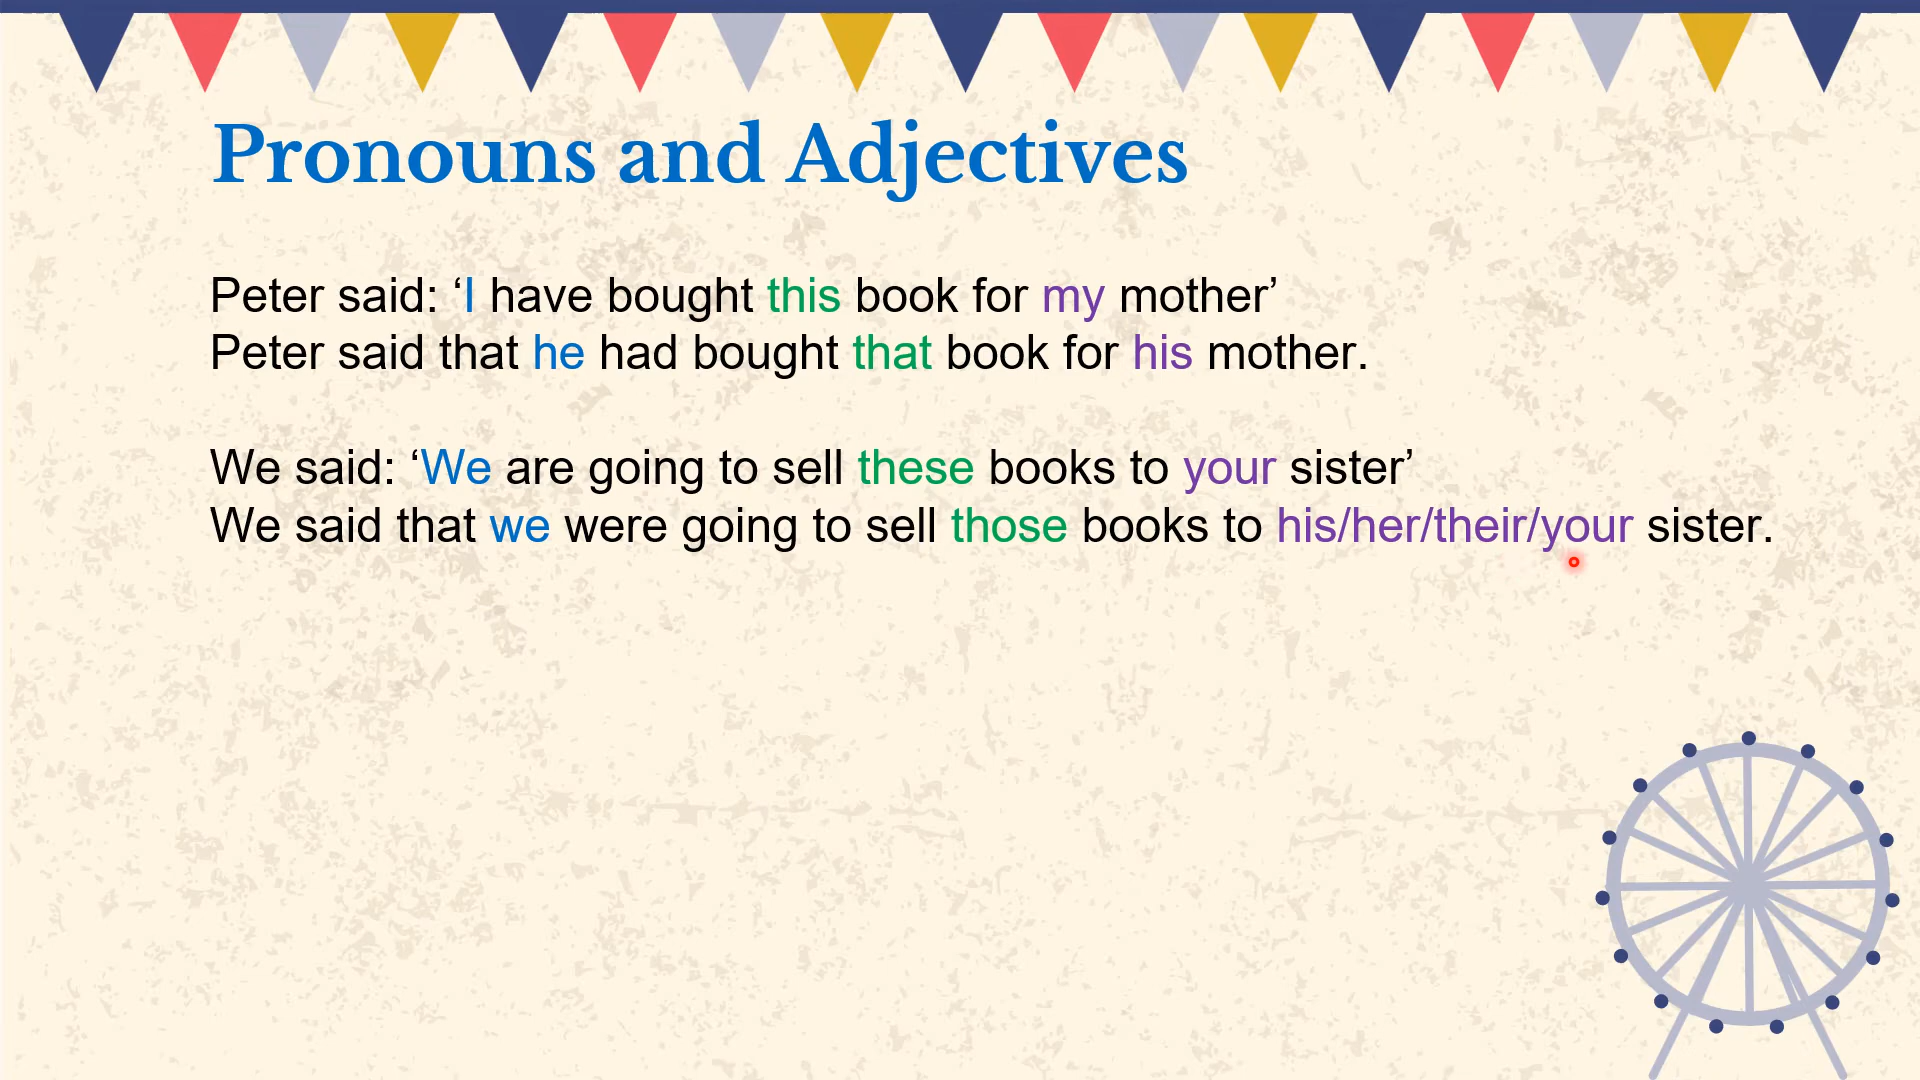 Pronouns and Adjectives
Peter said: ‘I have bought this book for my mother’
Peter said that he had bought that book for his mother.
We said: ‘We are going to sell these books to your sister’
We said that we were going to sell those books to his/her/their/your sister.